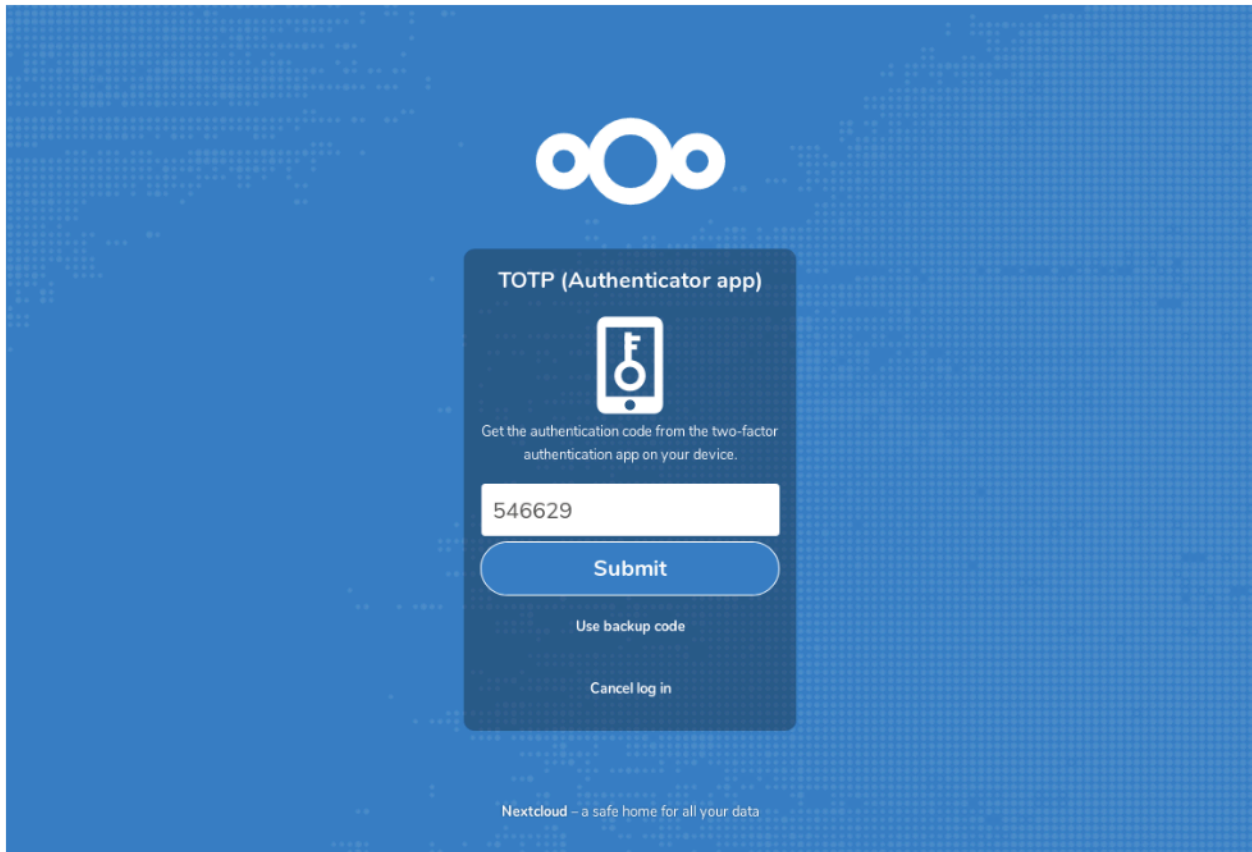 TOTP (Authenticator app)
Get the authentication code from the two-factor
authentication app on your device.
546629
Submit
Use backup code
Cancel log in
Nextcloud – a safe home for all your data